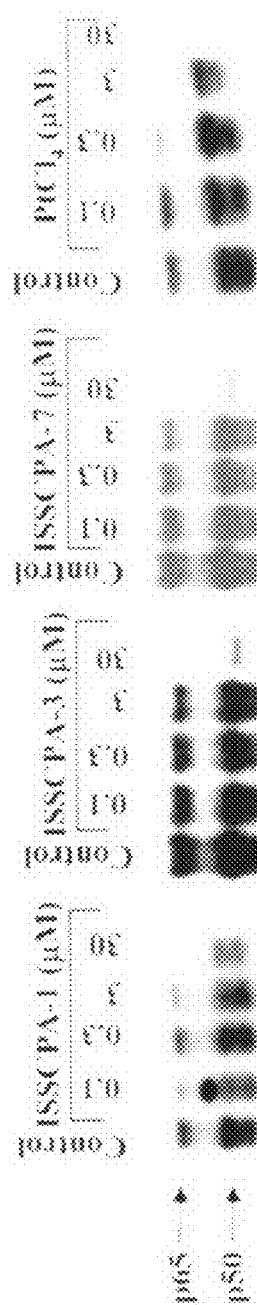 ISSCPA-1 (µM) ISSCPA-3 (µM) ISSCPA-7 (µM) PtCl₄ (µM)
Control 0.1 0.3 3 30 Control 0.1 0.3 3 30 Control 0.1 0.3 3 30 Control 0.1 0.3 3 30
p65
p50